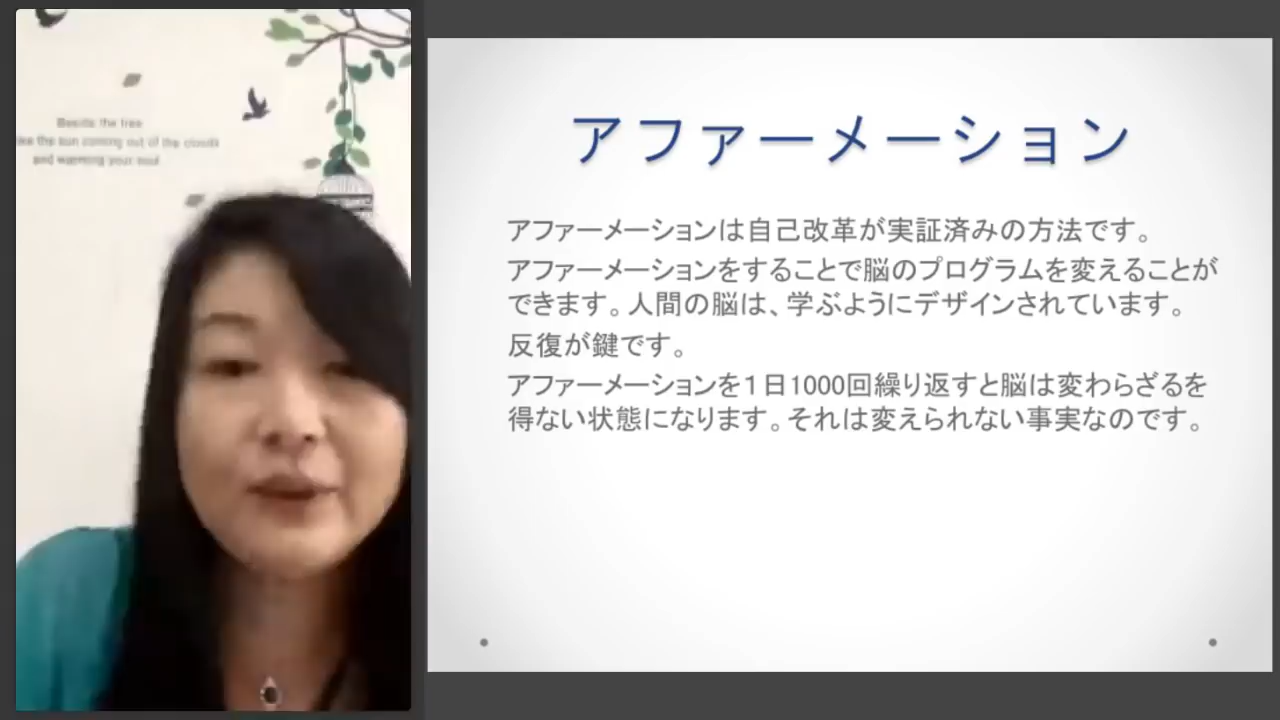 Beside the tree
like the sun coming out of the clouds
and warming your soul
アファーメーション
アファーメーションは自己改革が実証済みの方法です。
アファーメーションをすることで脳のプログラムを変えることが
できます。人間の脳は、学ぶようにデザインされています。
反復が鍵です。
アファーメーションを１日1000回繰り返すと脳は変わらざるを
得ない状態になります。それは変えられない事実なのです。